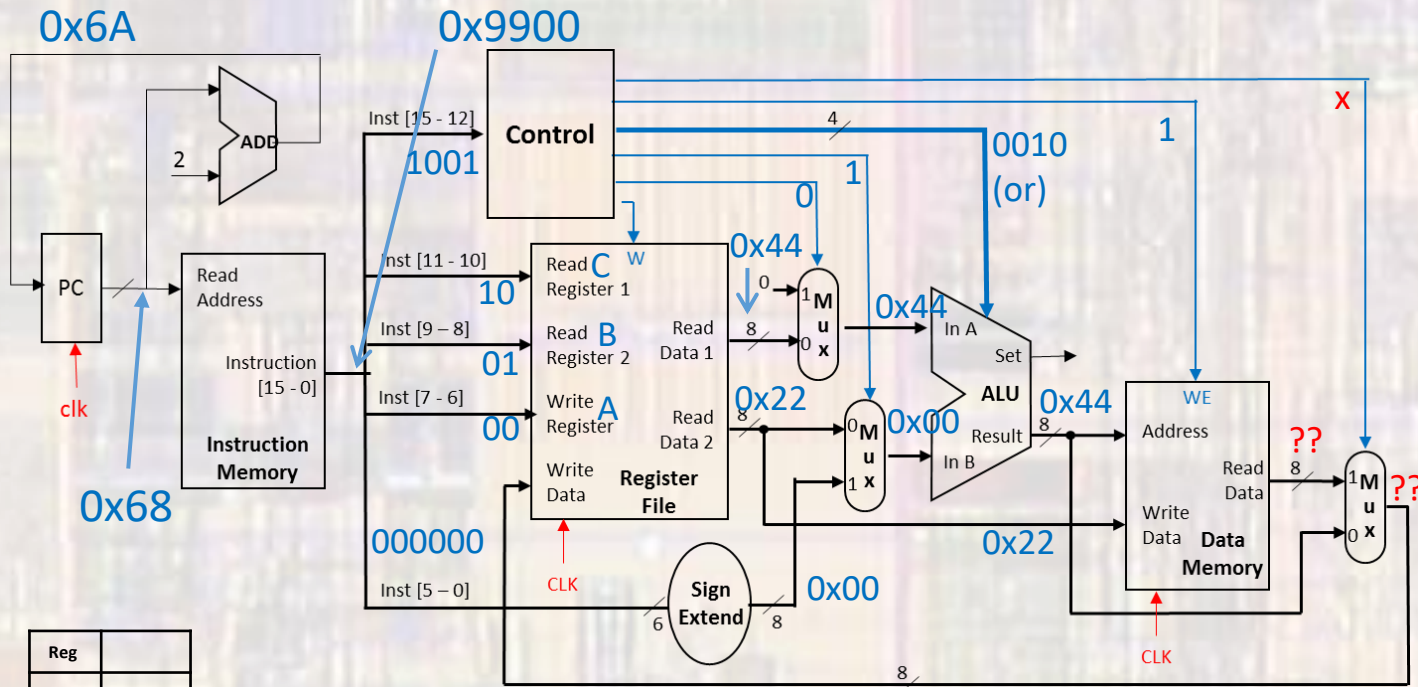 0x6A
0x9900
Inst [15 - 12]
1001
Control
4
0010
(or)
x
1
1
0
ADD
2
W
PC
clk
Read
Address
Instruction
[15 - 0]
Instruction
Memory
0x68
Inst [11 - 10]
10
Inst [9 – 8]
01
Inst [7 - 6]
00
000000
Inst [5 – 0]
Read C
Register 1
Read B
Register 2
Write A
Register
Write
Data
Read
Data 1
Read
Data 2
Register
File
CLK
0x44
8
0
1
0
M
u
x
0x44
0x22
8
0
1
M
u
x
0x00
In A
Set
ALU
Result
In B
0x44
8
WE
Address
Read
Data
Write
Data
Data
Memory
CLK
0x22
??
8
1
0
M
u
x
??
Sign
Extend
6
8
0x00
8
Reg